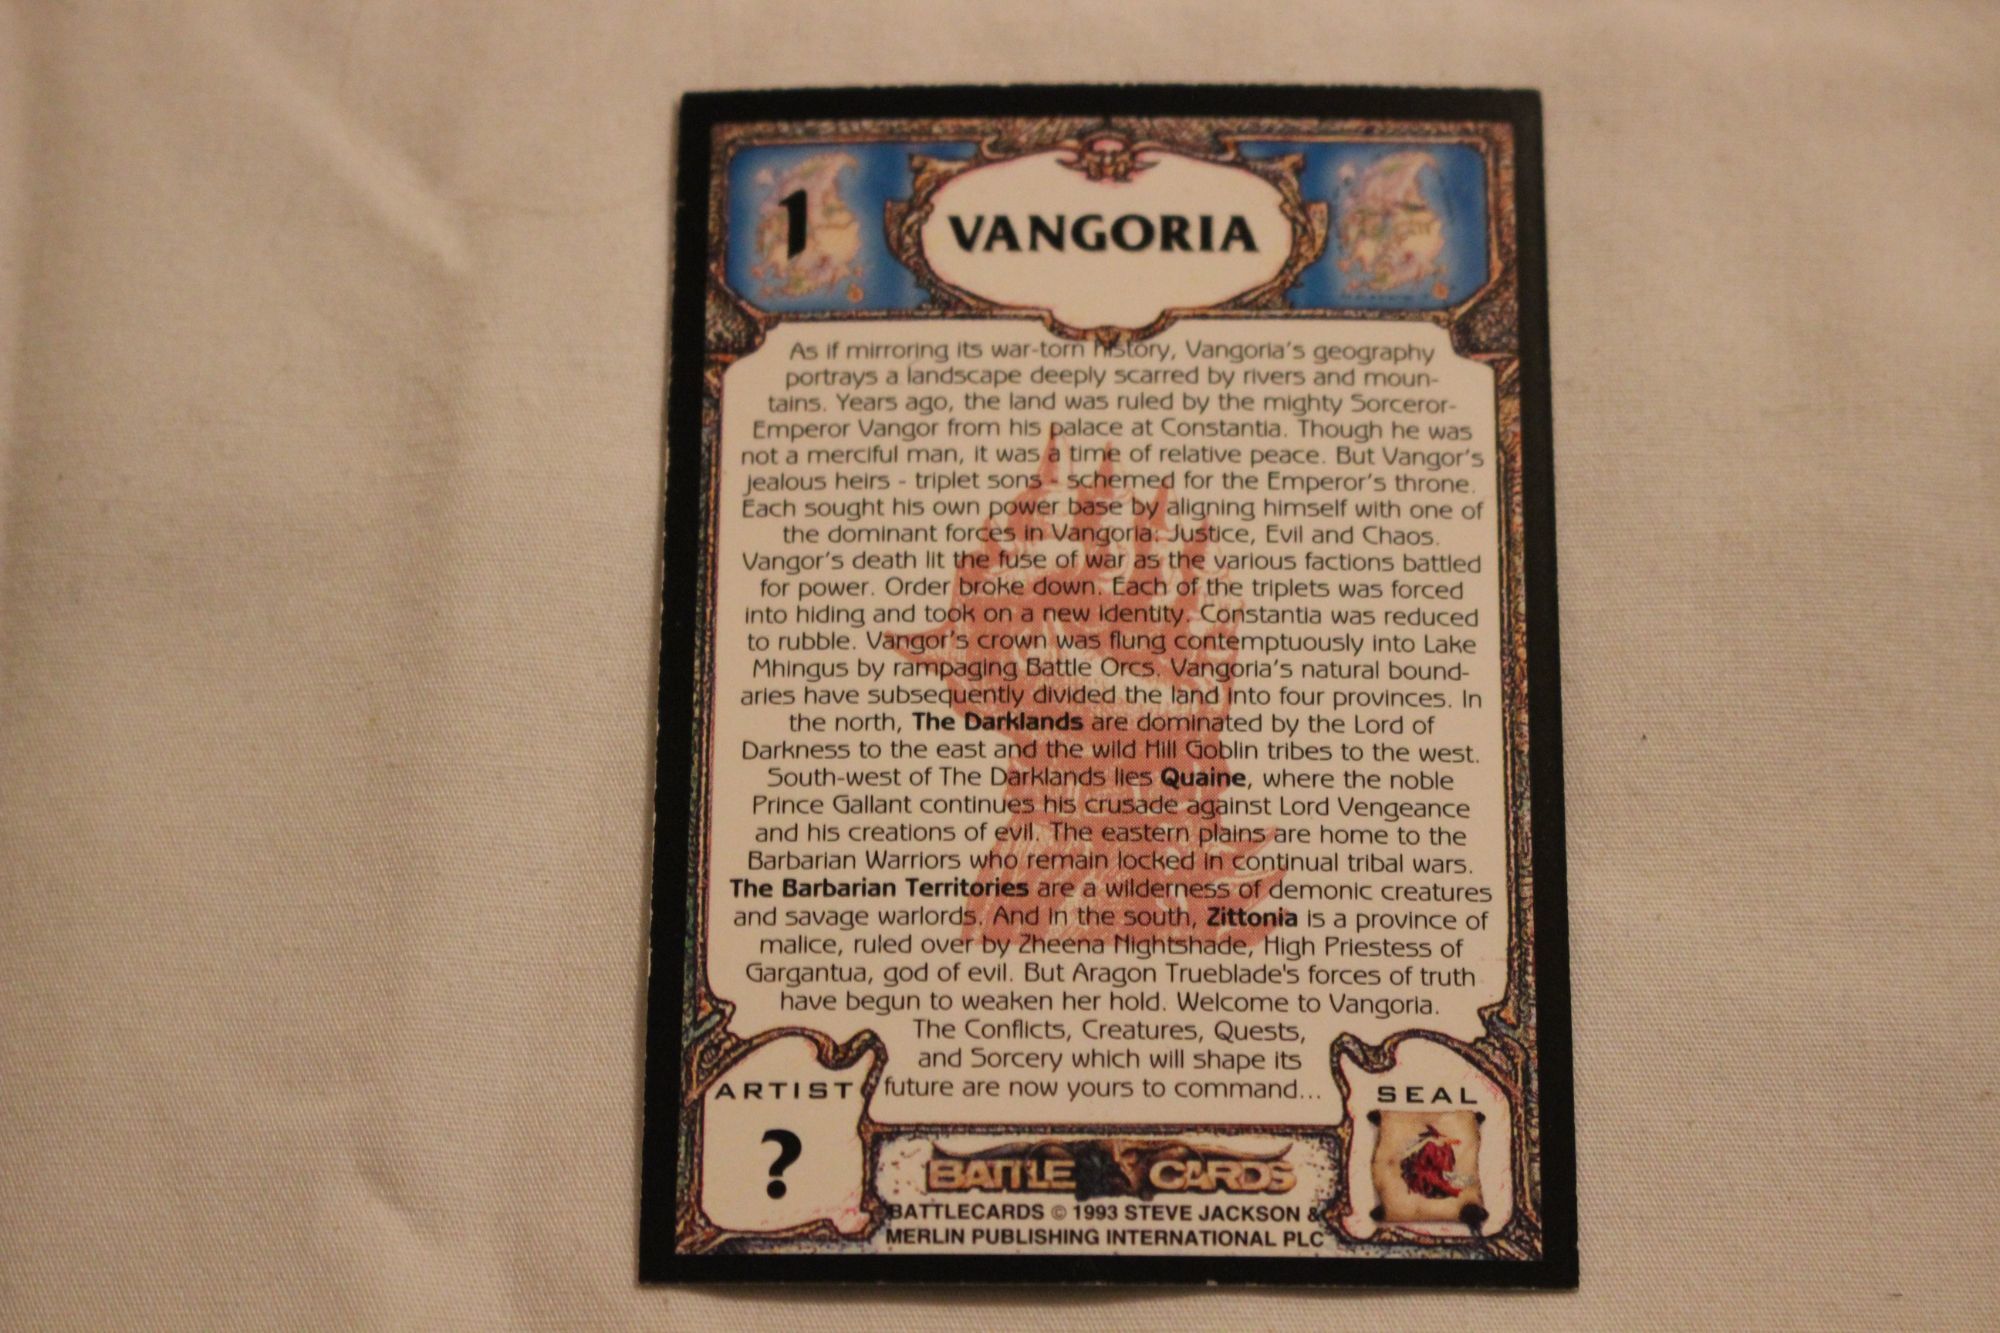 1
VANGORIA
As if mirroring its war-torn history, Vangoria's geography
portrays a landscape deeply scarred by rivers and moun-
tains. Years ago, the land was ruled by the mighty Sorceror-
Emperor Vangor from his palace at Constantia. Though he was
not a merciful man, it was a time of relative peace. But Vangor's
jealous heirs - triplet sons - schemed for the Emperor's throne.
Each sought his own power base by aligning himself with one of
the dominant forces in Vangoria: Justice, Evil and Chaos.
Vangor's death lit the fuse of war as the various factions battled
for power. Order broke down. Each of the triplets was forced
into hiding and took on a new identity. Constantia was reduced
to rubble. Vangor's crown was flung contemptuously into Lake
Mhingus by rampaging Battle Orcs. Vangoria's natural bound-
aries have subsequently divided the land into four provinces. In
the north, The Darklands are dominated by the Lord of
Darkness to the east and the wild Hill Goblin tribes to the west.
South-west of The Darklands lies Quaine, where the noble
Prince Gallant continues his crusade against Lord Vengeance
and his creations of evil. The eastern plains are home to the
Barbarian Warriors who remain locked in continual tribal wars.
The Barbarian Territories are a wilderness of demonic creatures
and savage warlords. And in the south, Zittonia is a province of
malice, ruled over by Zheena Nightshade, High Priestess of
Gargantua, god of evil. But Aragon Trueblade's forces of truth
have begun to weaken her hold. Welcome to Vangoria.
The Conflicts, Creatures, Quests,
and Sorcery which will shape its
future are now yours to command...
ARTIST
?
SEAL
BATTLE CARDS
BATTLECARDS © 1993 STEVE JACKSON &
MERLIN PUBLISHING INTERNATIONAL PLC